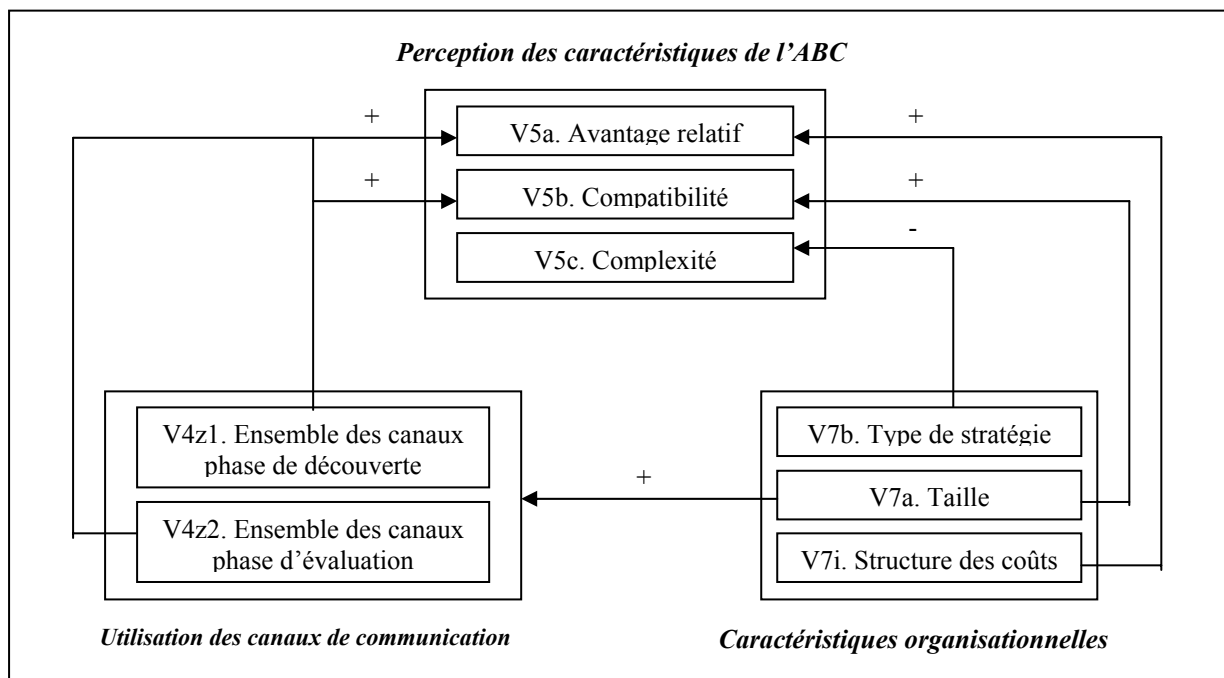 Perception des caractéristiques de l’ABC
+
+
V5a. Avantage relatif
+
+
V5b. Compatibilité
-
V5c. Complexité
V4z1. Ensemble des canaux
phase de découverte
V7b. Type de stratégie
+
V7a. Taille
V4z2. Ensemble des canaux
phase d’évaluation
V7i. Structure des coûts
Utilisation des canaux de communication
Caractéristiques organisationnelles